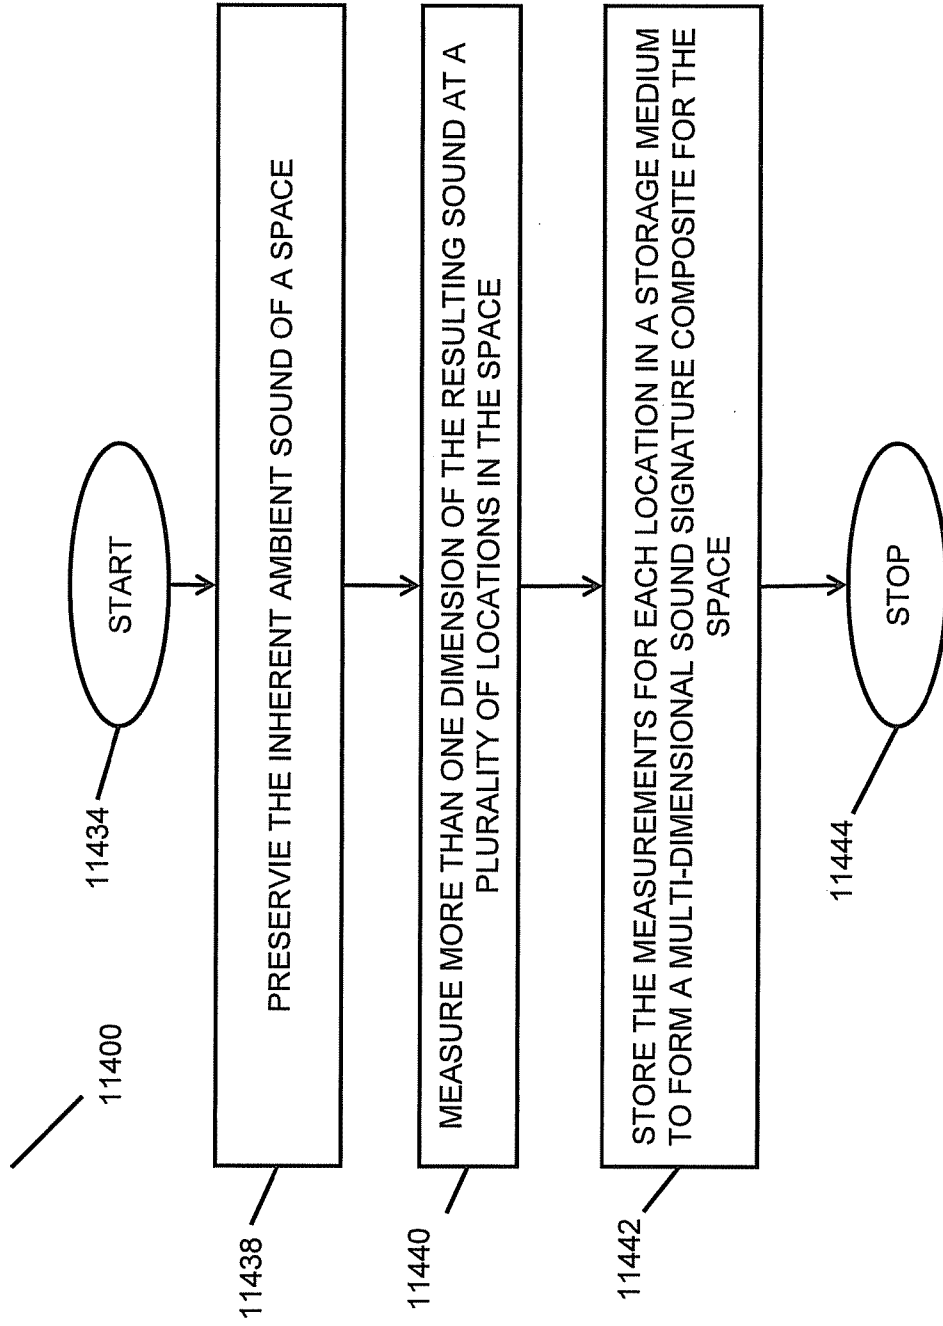 11400
11434
START
11438
PRESERVIE THE INHERENT AMBIENT SOUND OF A SPACE
11440
MEASURE MORE THAN ONE DIMENSION OF THE RESULTING SOUND AT A
PLURALITY OF LOCATIONS IN THE SPACE
11442
STORE THE MEASUREMENTS FOR EACH LOCATION IN A STORAGE MEDIUM
TO FORM A MULTI-DIMENSIONAL SOUND SIGNATURE COMPOSITE FOR THE
SPACE
11444
STOP